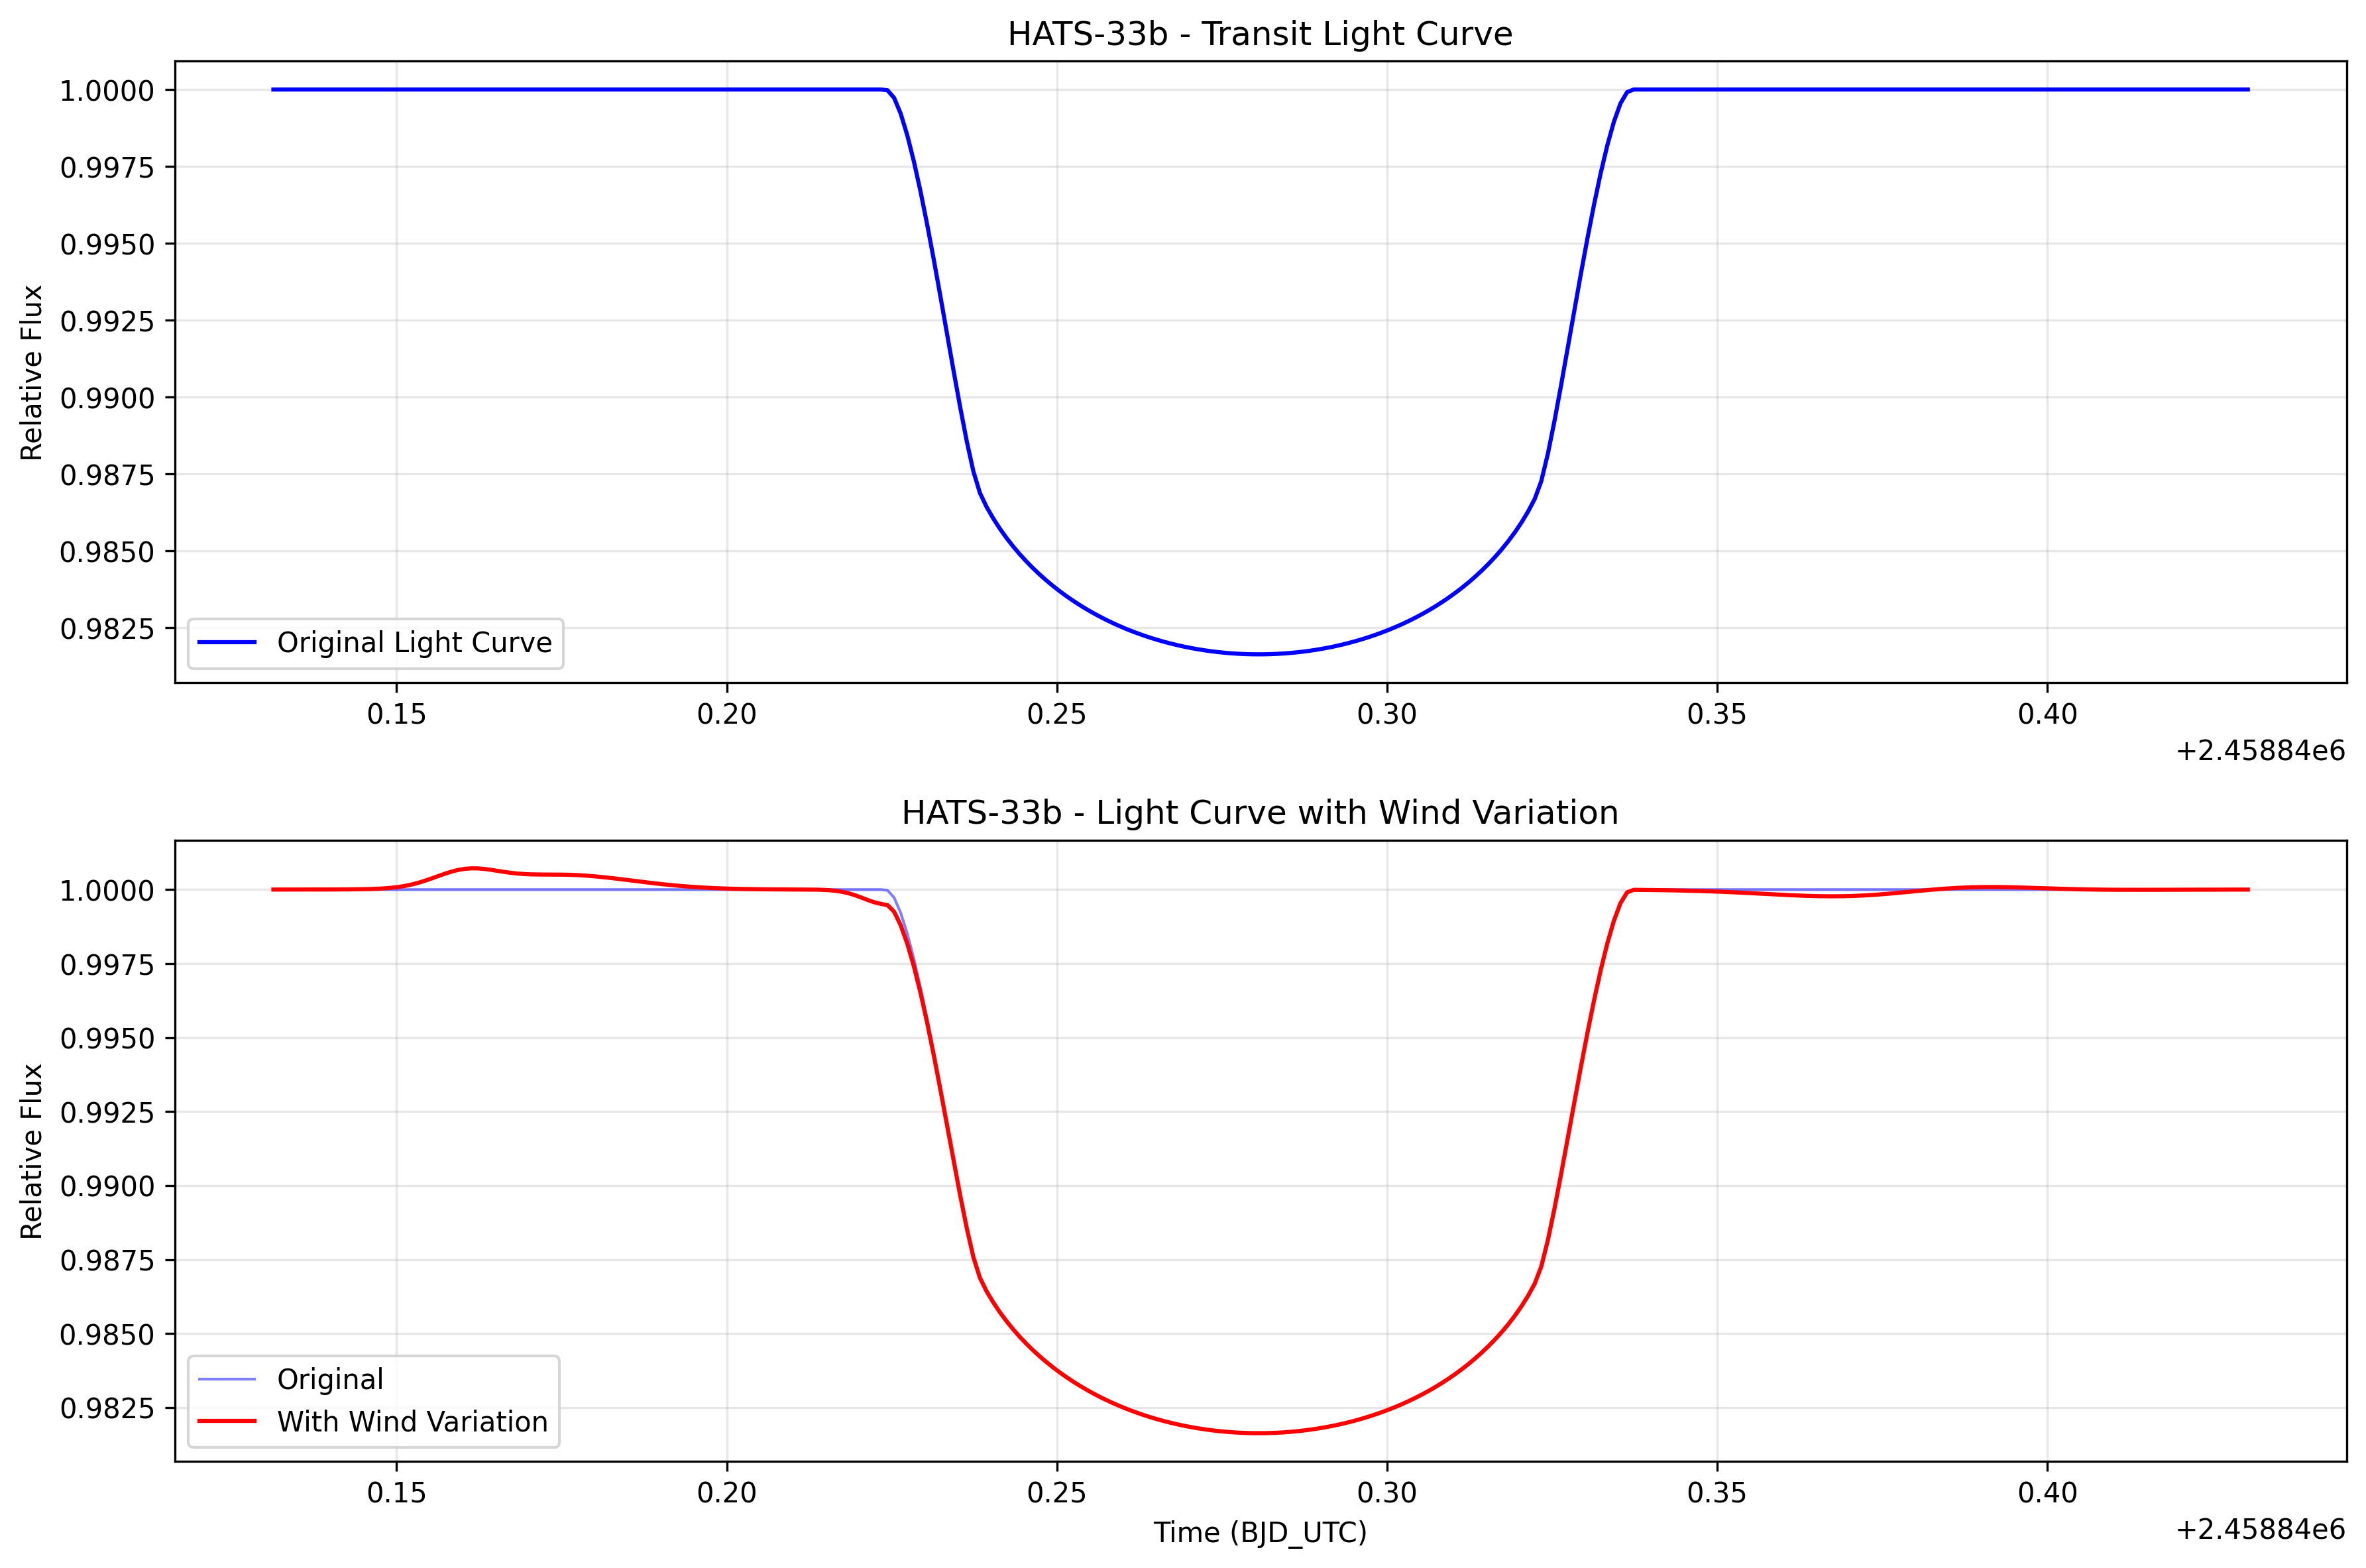 HATS-33b - Transit Light Curve
Relative Flux
1.0000
0.9975
0.9950
0.9925
0.9900
0.9875
0.9850
0.9825
Original Light Curve
0.15 0.20 0.25 0.30 0.35 0.40
+2.45884e6
HATS-33b - Light Curve with Wind Variation
Relative Flux
1.0000
0.9975
0.9950
0.9925
0.9900
0.9875
0.9850
0.9825
Original
With Wind Variation
0.15 0.20 0.25 0.30 0.35 0.40
Time (BJD_UTC)
+2.45884e6